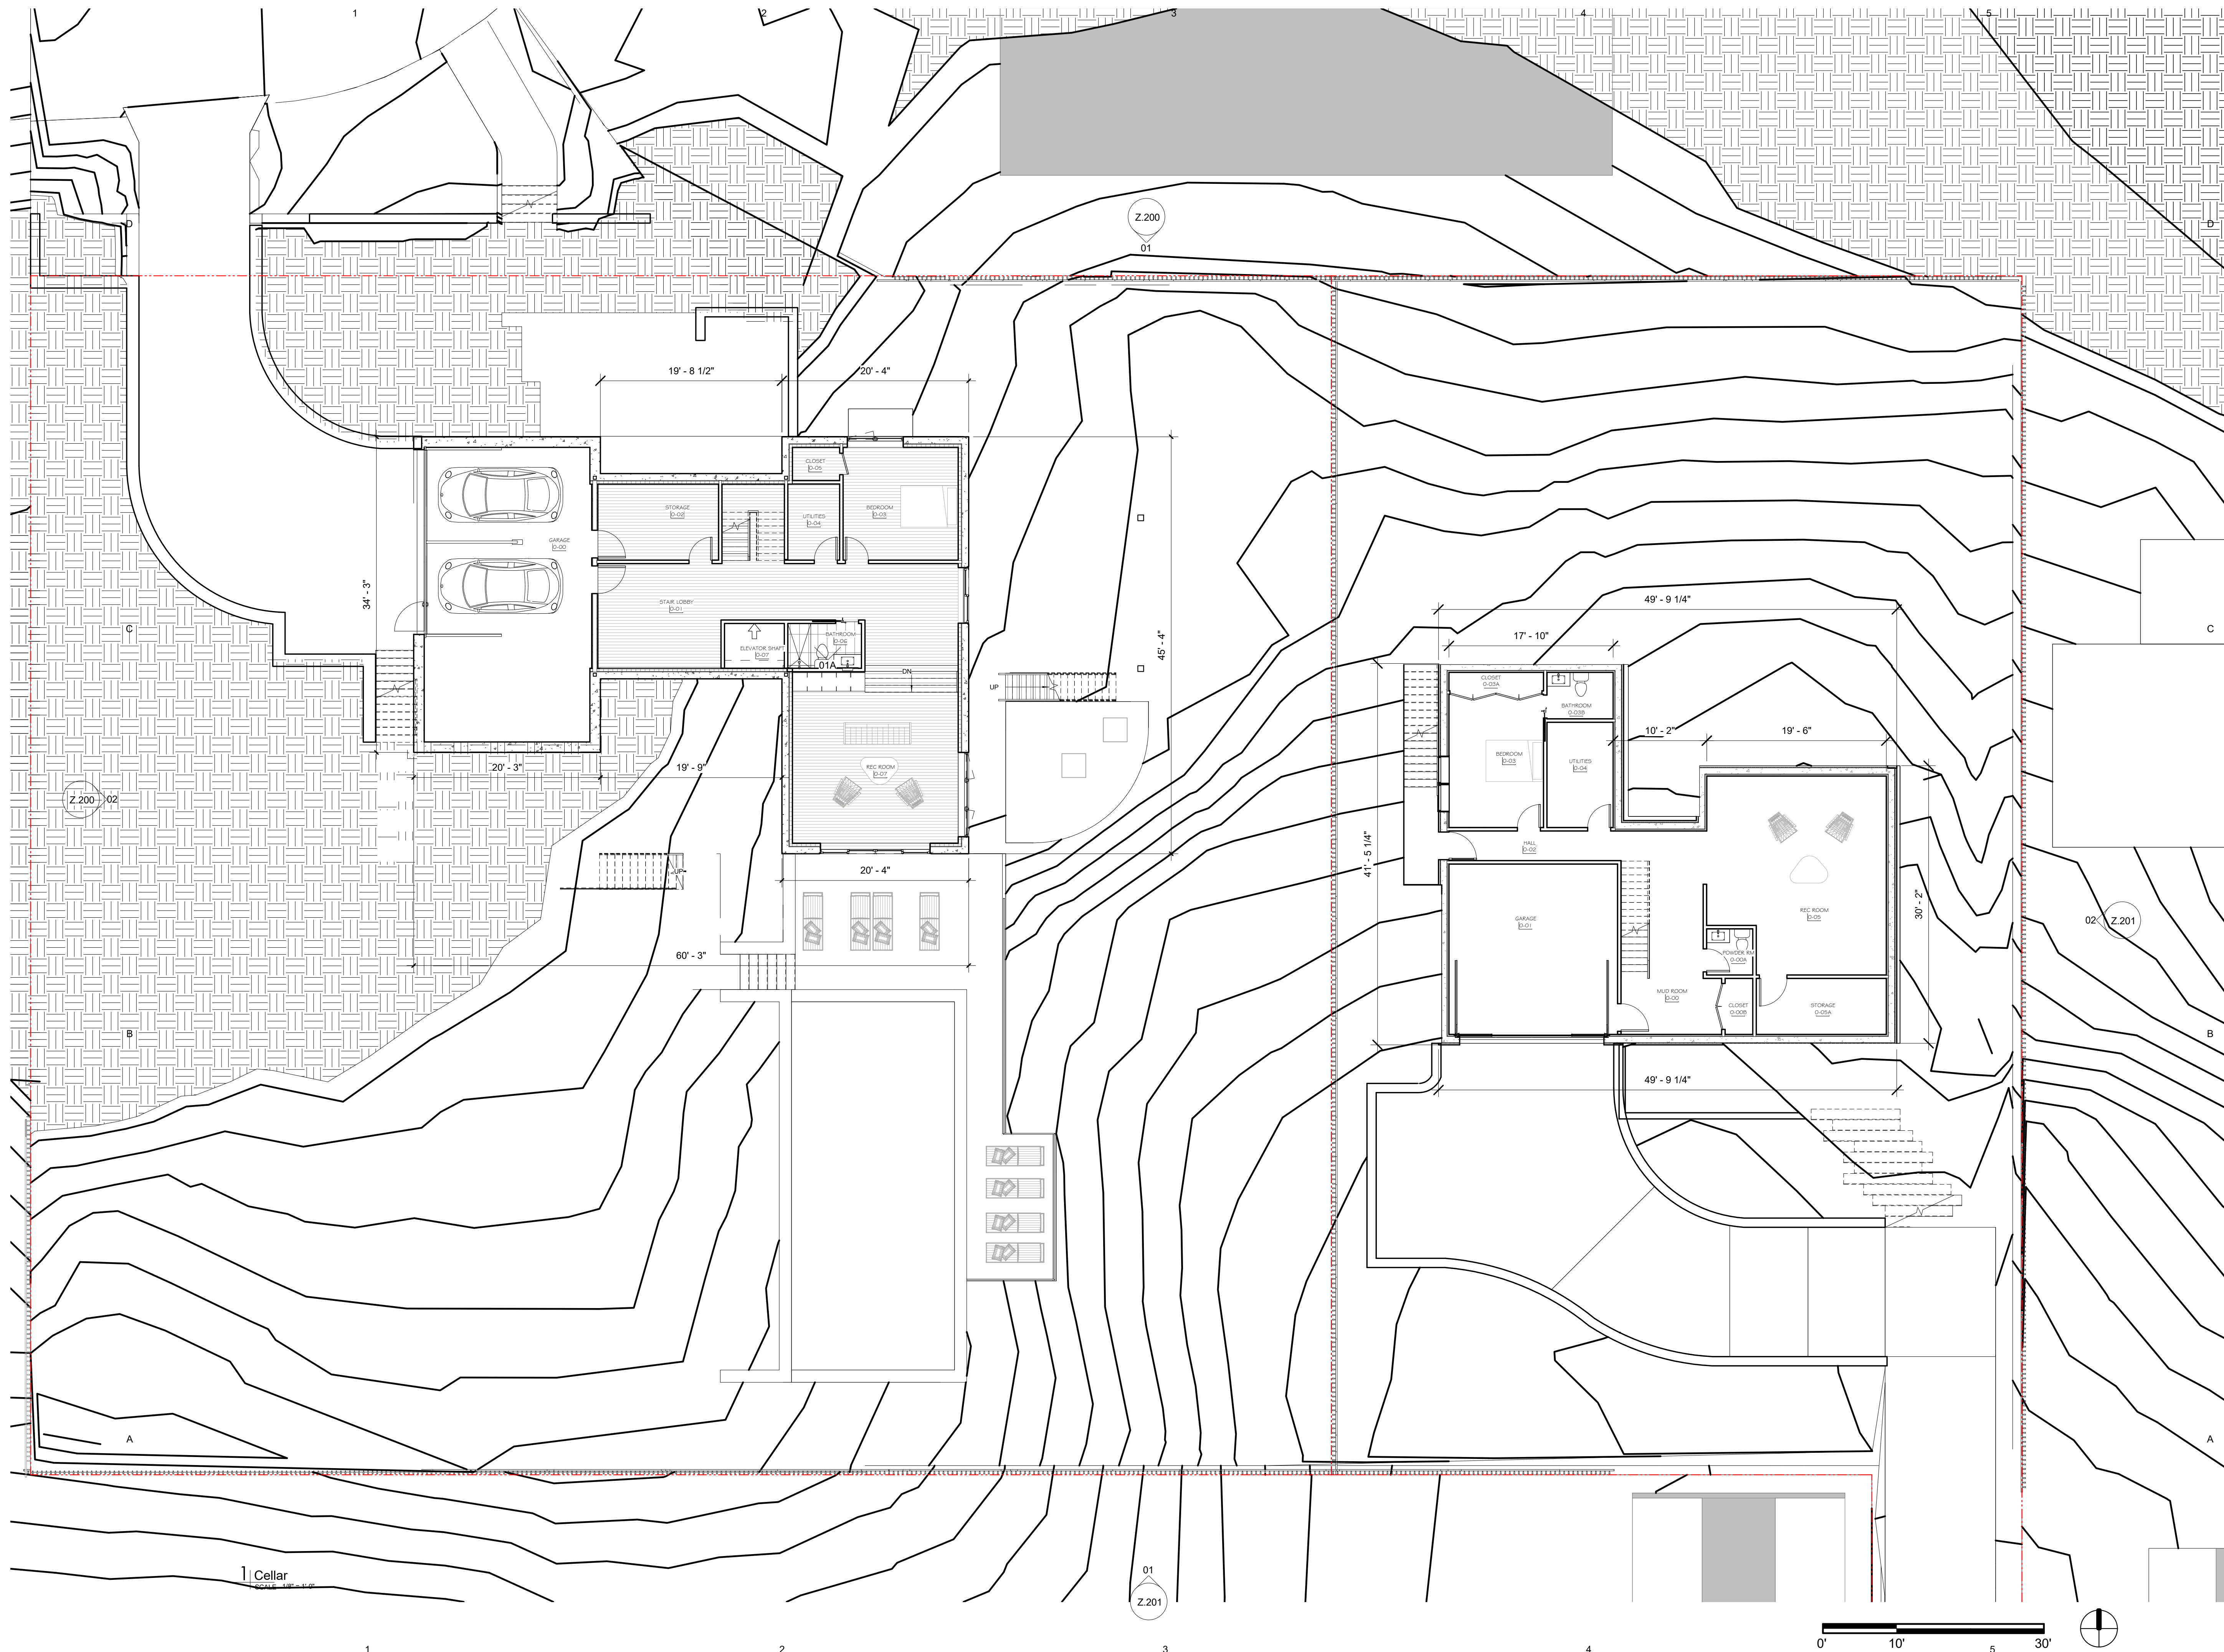 1 2 3 4 5
D D
Z.200
01
19' - 8 1/2"
20' - 4"
CLOSET
0-05
STORAGE
0-02
UTILITIES
0-04
BEDROOM
0-03
GARAGE
0-00
34' - 3"
STAIR LOBBY
0-01
BATHROOM
0-06
ELEVATOR SHAFT
0-07
01A
DN
UP
45' - 4"
REC ROOM
0-07
20' - 3"
19' - 9"
UP
20' - 4"
60' - 3"
C C
Z.200 02
49' - 9 1/4"
17' - 10"
CLOSET
0-03A
BATHROOM
0-03B
10' - 2"
19' - 6"
BEDROOM
0-03
UTILITIES
0-04
HALL
0-02
41' - 5 1/4"
GARAGE
0-01
REC ROOM
0-05
30' - 2"
02 Z.201
POWDER RM
0-00A
MUD ROOM
0-00
CLOSET
0-00B
STORAGE
0-05A
B B
49' - 9 1/4"
A A
1 Cellar
SCALE 1/8" = 1'-0"
01
Z.201
0' 10' 30'
1 2 3 4 5